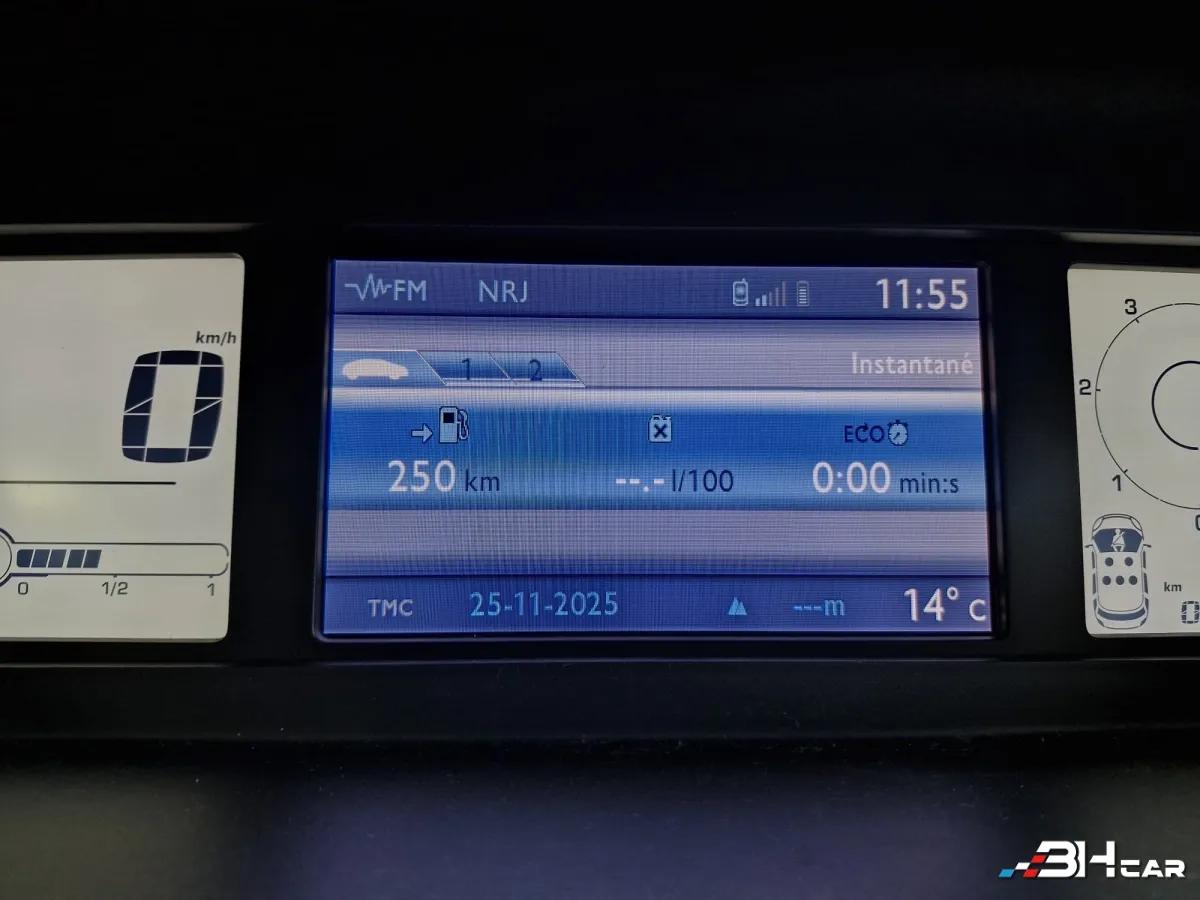 km/h
0
0 1/2 1
FM NRJ 11:55
1 2 Instantané
ECO
250 km --.- l/100 0:00 min:s
TMC 25-11-2025 ---m 14° c
3
2
1
km
0
3HCAR